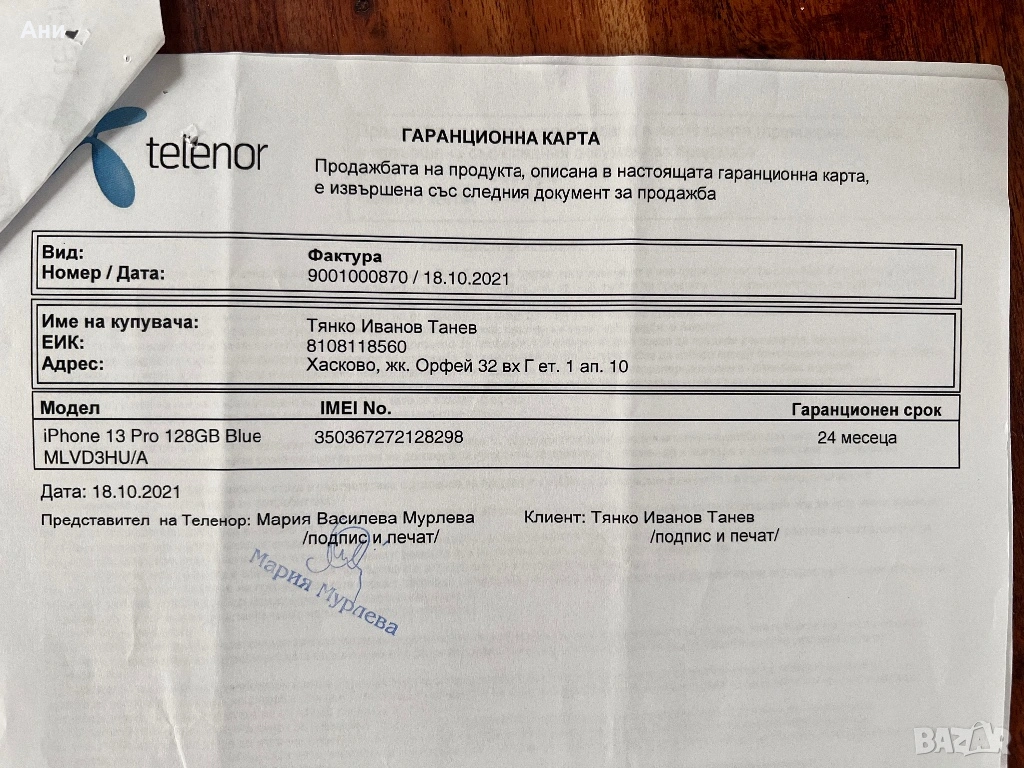 Ани
telenor
ГАРАНЦИОННА КАРТА
Продажбата на продукта, описана в настоящата гаранционна карта,
е извършена със следния документ за продажба
Вид: Фактура
Номер / Дата: 9001000870 / 18.10.2021
Име на купувача: Тянко Иванов Танев
ЕИК: 8108118560
Адрес: Хасково, жк. Орфей 32 вх Г ет. 1 ап. 10
Модел IMEI No. Гаранционен срок
iPhone 13 Pro 128GB Blue 350367272128298 24 месеца
MLVD3HU/A
Дата: 18.10.2021
Представител на Теленор: Мария Василева Мурлева Клиент: Тянко Иванов Танев
/подпис и печат/ /подпис и печат/
Мария Мурлева
BAZAR